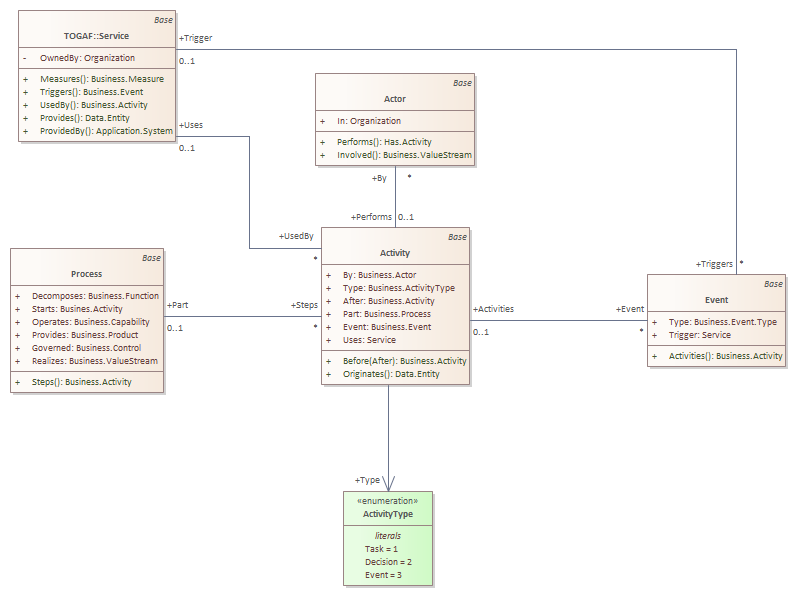 Base
TOGAF::Service
- OwnedBy: Organization
+ Measures(): Business.Measure
+ Triggers(): Business.Event
+ UsedBy(): Business.Activity
+ Provides(): Data.Entity
+ ProvidedBy(): Application.System
+Trigger
0..1
+Uses
0..1
Base
Actor
+ In: Organization
+ Performs(): Has.Activity
+ Involved(): Business.ValueStream
+By
*
+Performs
0..1
+UsedBy
*
Base
Process
+ Decomposes: Business.Function
+ Starts: Busines.Activity
+ Operates: Business.Capability
+ Provides: Business.Product
+ Governed: Business.Control
+ Realizes: Business.ValueStream
+ Steps(): Business.Activity
+Part
0..1
+Steps
*
Base
Activity
+ By: Business.Actor
+ Type: Business.ActivityType
+ After: Business.Activity
+ Part: Business.Process
+ Event: Business.Event
+ Uses: Service
+ Before(After): Business.Activity
+ Originates(): Data.Entity
+Activities
0..1
+Event
*
+Triggers
*
Base
Event
+ Type: Business.Event.Type
+ Trigger: Service
+ Activities(): Business.Activity
+Type
«enumeration»
ActivityType
literals
Task = 1
Decision = 2
Event = 3